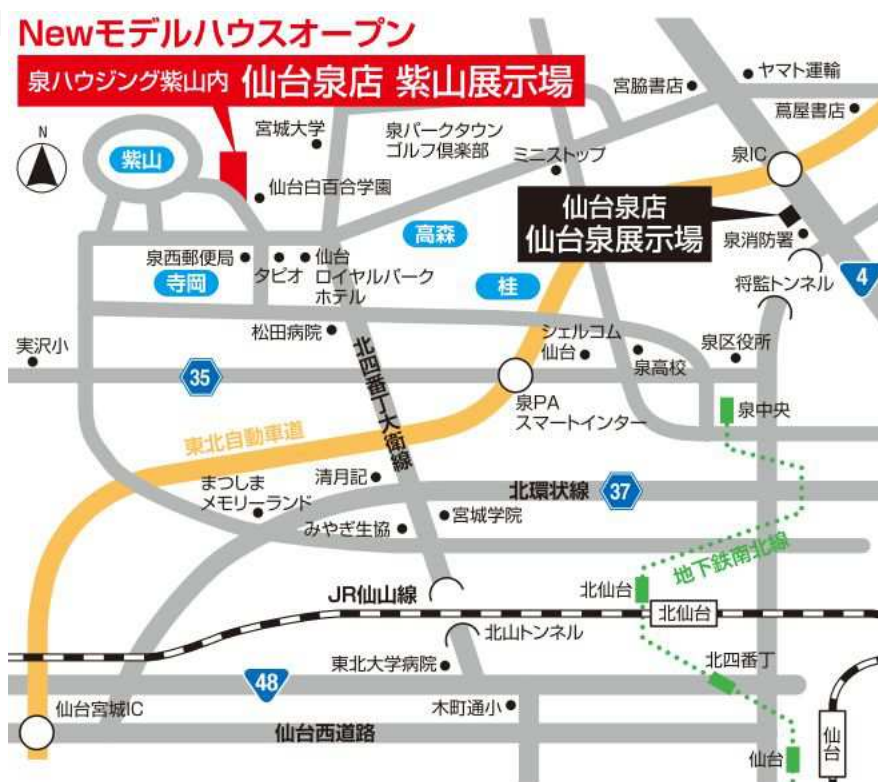 Newモデルハウスオープン
泉ハウジング紫山内 仙台泉店 紫山展示場
宮脇書店
ヤマト運輸
蔦屋書店
N
紫山
宮城大学
泉パークタウン
ゴルフ倶楽部
ミニストップ
泉IC
仙台白百合学園
仙台泉店
仙台泉展示場
泉消防署
高森
泉西郵便局
タピオ
仙台
ロイヤルパーク
ホテル
寺岡
桂
将監トンネル
4
松田病院
実沢小
シェルコム
仙台
泉高校
泉区役所
35
北四番丁大衡線
泉PA
スマートインター
泉中央
東北自動車道
まつしま
メモリーランド
清月記
北環状線
37
みやぎ生協
宮城学院
地下鉄南北線
JR仙山線
北仙台
北仙台
北山トンネル
東北大学病院
北四番丁
48
仙台宮城IC
木町通小
仙台西道路
仙台
仙台